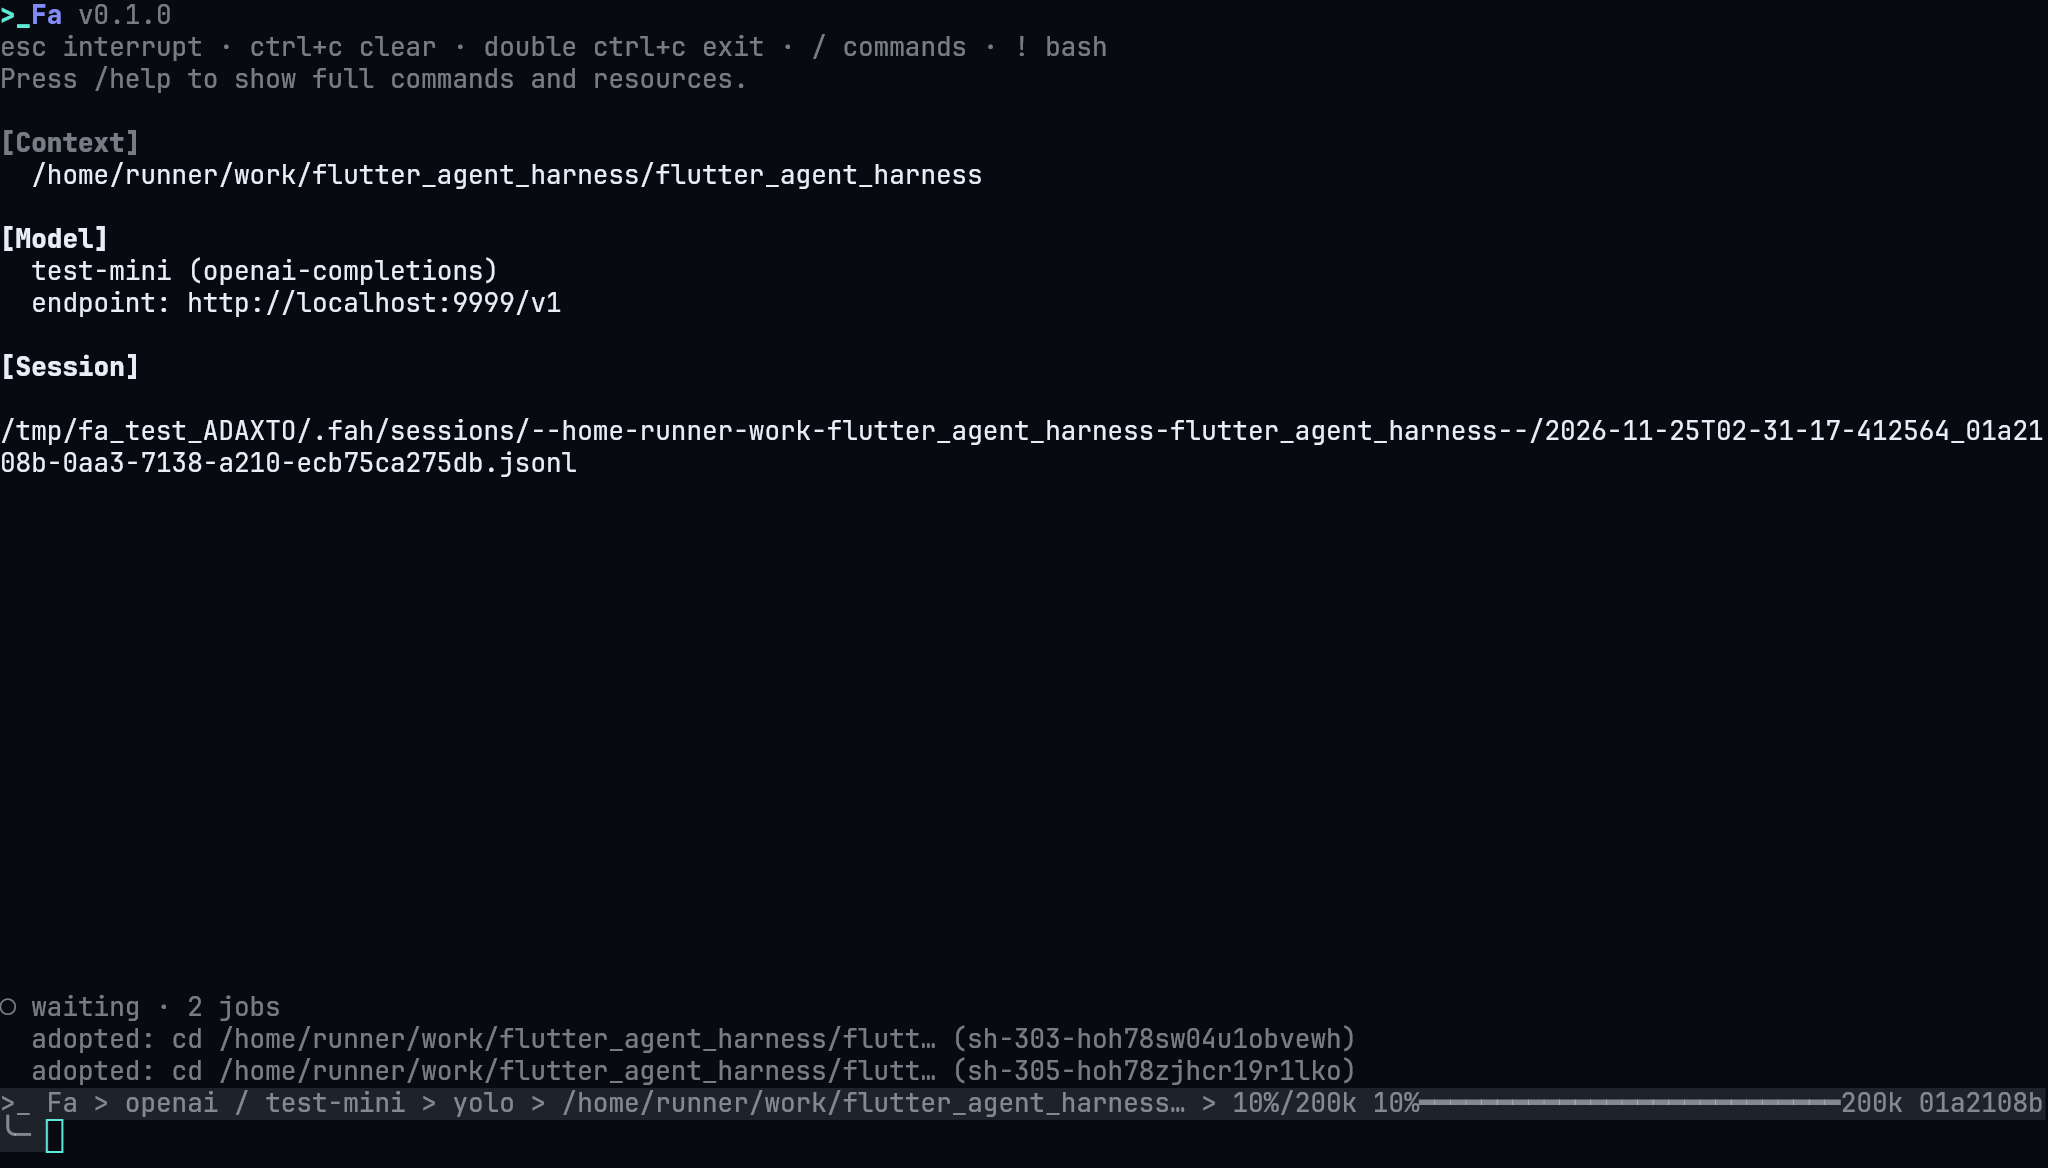 >_Fa v0.1.0
esc interrupt · ctrl+c clear · double ctrl+c exit · / commands · ! bash
Press /help to show full commands and resources.
[Context]
/home/runner/work/flutter_agent_harness/flutter_agent_harness
[Model]
test-mini (openai-completions)
endpoint: http://localhost:9999/v1
[Session]
/tmp/fa_test_ADAXTO/.fah/sessions/--home-runner-work-flutter_agent_harness-flutter_agent_harness--/2026-11-25T02-31-17-412564_01a21
08b-0aa3-7138-a210-ecb75ca275db.jsonl
○ waiting · 2 jobs
adopted: cd /home/runner/work/flutter_agent_harness/flutt… (sh-303-hoh78sw04u1obvewh)
adopted: cd /home/runner/work/flutter_agent_harness/flutt… (sh-305-hoh78zjhcr19r1lko)
>_ Fa > openai / test-mini > yolo > /home/runner/work/flutter_agent_harness… > 10%/200k 10%━━━━━━━━━━━━━━━━━━━━━━━━━━━200k 01a2108b